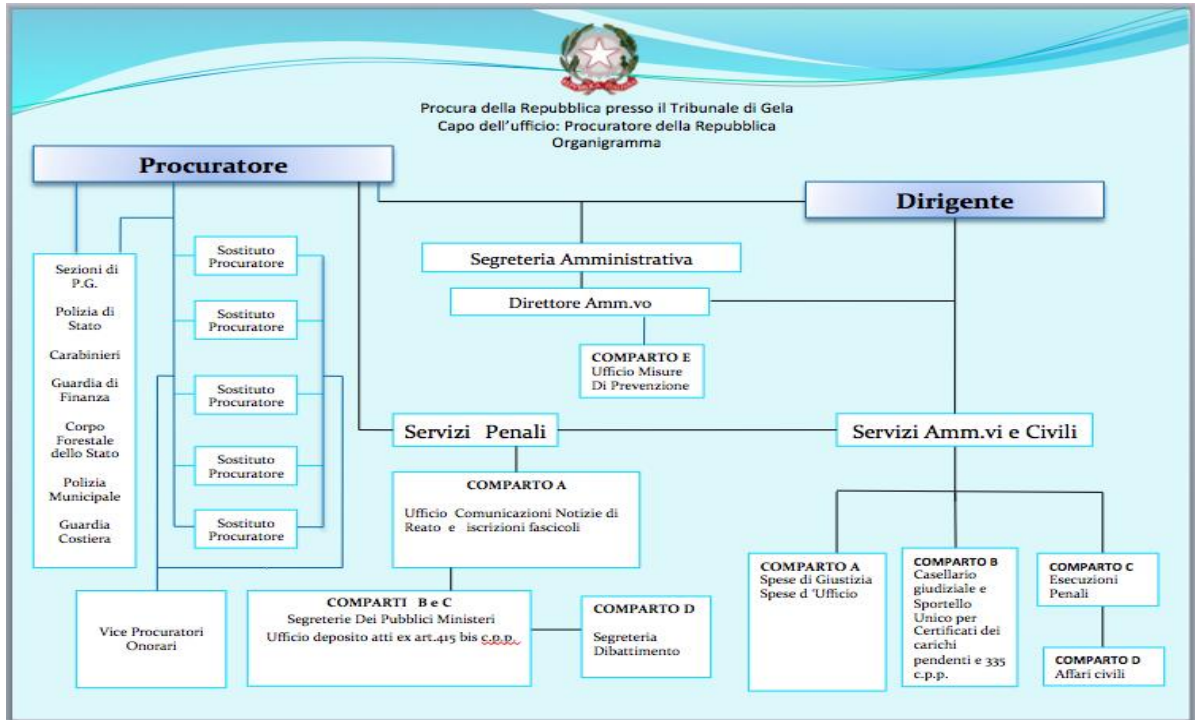 Procura della Repubblica presso il Tribunale di Gela
Capo dell'ufficio: Procuratore della Repubblica
Organigramma
Procuratore
Dirigente
Sezioni di
P.G.
Polizia di
Stato
Carabinieri
Guardia di
Finanza
Corpo
Forestale
dello Stato
Polizia
Municipale
Guardia
Costiera
Sostituto
Procuratore
Sostituto
Procuratore
Sostituto
Procuratore
Sostituto
Procuratore
Sostituto
Procuratore
Vice Procuratori
Onorari
Segreteria Amministrativa
Direttore Amm.vo
COMPARTO E
Ufficio Misure
Di Prevenzione
Servizi Penali
COMPARTO A
Ufficio Comunicazioni Notizie di
Reato e iscrizioni fascicoli
COMPARTI B e C
Segreterie Dei Pubblici Ministeri
Ufficio deposito atti ex art.415 bis c.p.p.
COMPARTO D
Segreteria
Dibattimento
Servizi Amm.vi e Civili
COMPARTO A
Spese di Giustizia
Spese d 'Ufficio
COMPARTO B
Casellario
giudiziale e
Sportello
Unico per
Certificati dei
carichi
pendenti e 335
c.p.p.
COMPARTO C
Esecuzioni
Penali
COMPARTO D
Affari civili